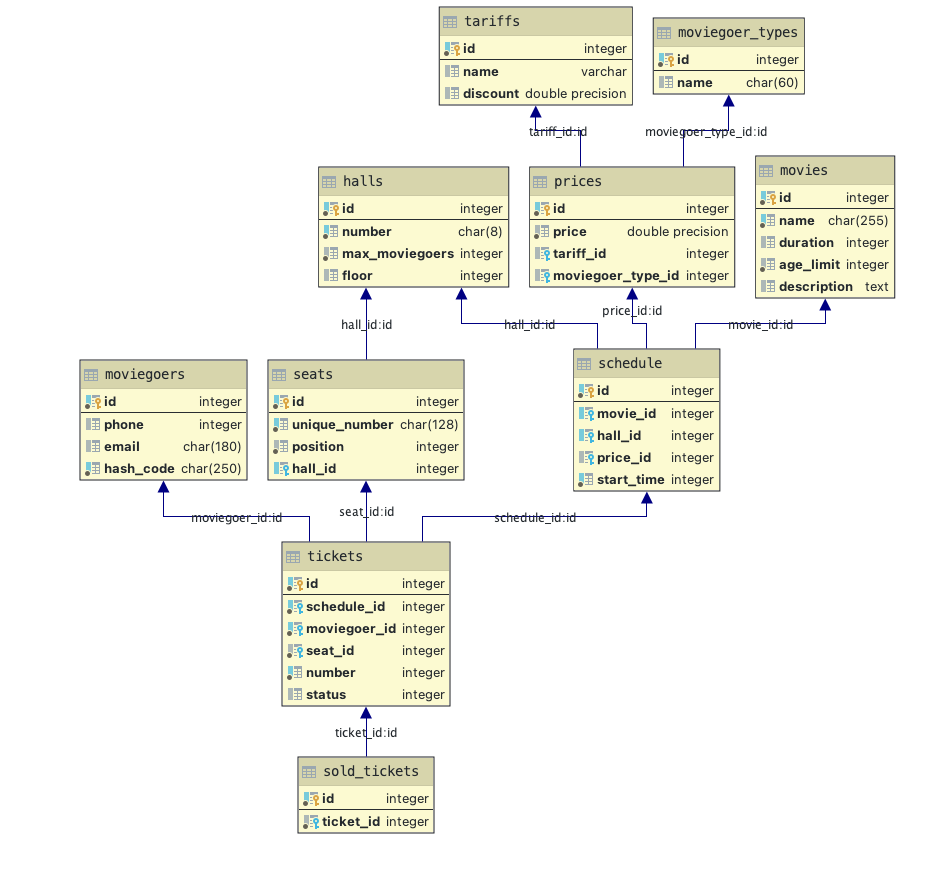 tariffs
id integer
name varchar
discount double precision
moviegoer_types
id integer
name char(60)
tariff_id:id
moviegoer_type_id:id
halls
id integer
number char(8)
max_moviegoers integer
floor integer
prices
id integer
price double precision
tariff_id integer
moviegoer_type_id integer
movies
id integer
name char(255)
duration integer
age_limit integer
description text
hall_id:id
hall_id:id
price_id:id
movie_id:id
moviegoers
id integer
phone integer
email char(180)
hash_code char(250)
seats
id integer
unique_number char(128)
position integer
hall_id integer
schedule
id integer
movie_id integer
hall_id integer
price_id integer
start_time integer
moviegoer_id:id
seat_id:id
schedule_id:id
tickets
id integer
schedule_id integer
moviegoer_id integer
seat_id integer
number integer
status integer
ticket_id:id
sold_tickets
id integer
ticket_id integer